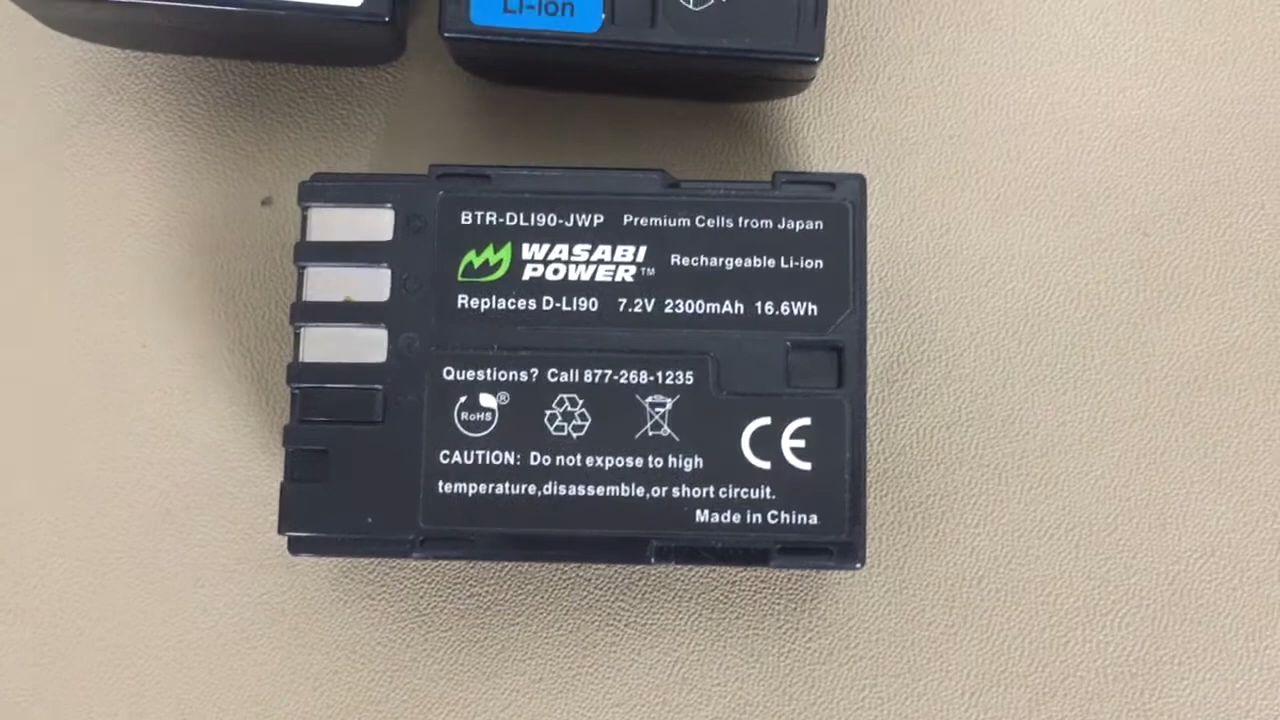 Li-ion
BTR-DLI90-JWP Premium Cells from Japan
WASABI POWER™ Rechargeable Li-ion
Replaces D-LI90 7.2V 2300mAh 16.6Wh
Questions? Call 877-268-1235
RoHS ®
CE
CAUTION: Do not expose to high
temperature,disassemble,or short circuit.
Made in China